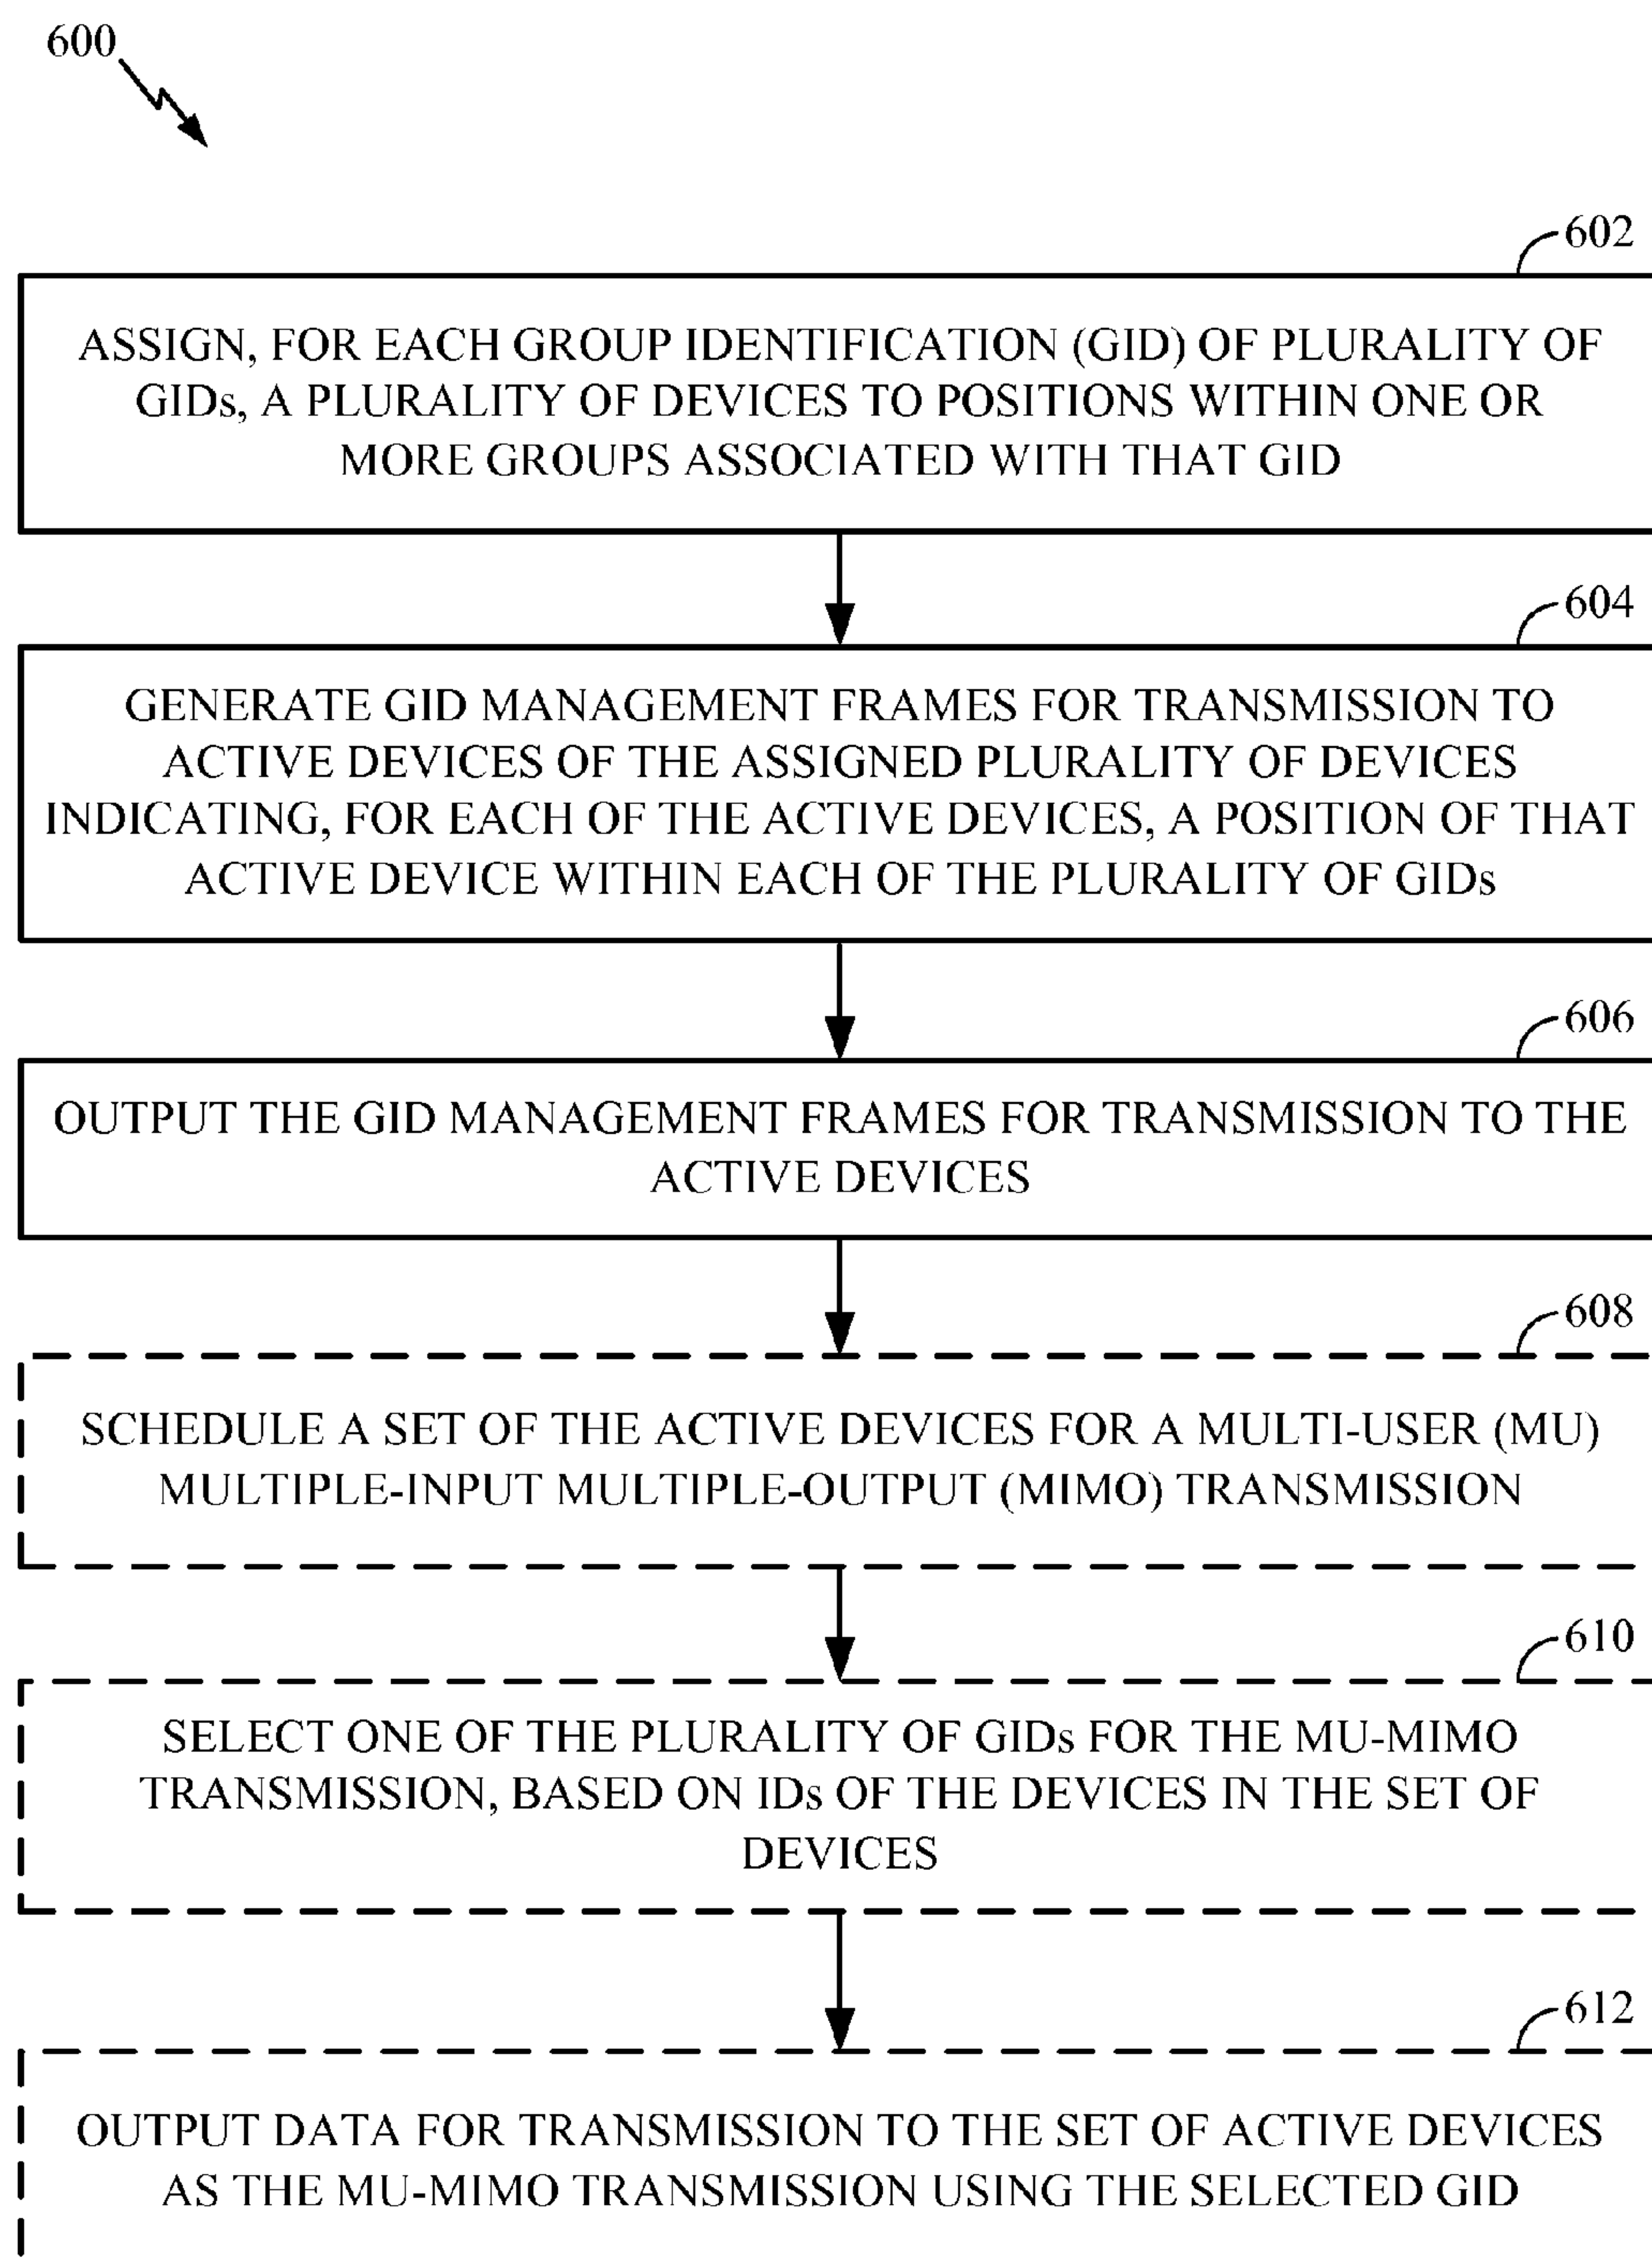 600
602
ASSIGN, FOR EACH GROUP IDENTIFICATION (GID) OF PLURALITY OF
GIDs, A PLURALITY OF DEVICES TO POSITIONS WITHIN ONE OR
MORE GROUPS ASSOCIATED WITH THAT GID
604
GENERATE GID MANAGEMENT FRAMES FOR TRANSMISSION TO
ACTIVE DEVICES OF THE ASSIGNED PLURALITY OF DEVICES
INDICATING, FOR EACH OF THE ACTIVE DEVICES, A POSITION OF THAT
ACTIVE DEVICE WITHIN EACH OF THE PLURALITY OF GIDs
606
OUTPUT THE GID MANAGEMENT FRAMES FOR TRANSMISSION TO THE
ACTIVE DEVICES
608
SCHEDULE A SET OF THE ACTIVE DEVICES FOR A MULTI-USER (MU)
MULTIPLE-INPUT MULTIPLE-OUTPUT (MIMO) TRANSMISSION
610
SELECT ONE OF THE PLURALITY OF GIDs FOR THE MU-MIMO
TRANSMISSION, BASED ON IDs OF THE DEVICES IN THE SET OF
DEVICES
612
OUTPUT DATA FOR TRANSMISSION TO THE SET OF ACTIVE DEVICES
AS THE MU-MIMO TRANSMISSION USING THE SELECTED GID